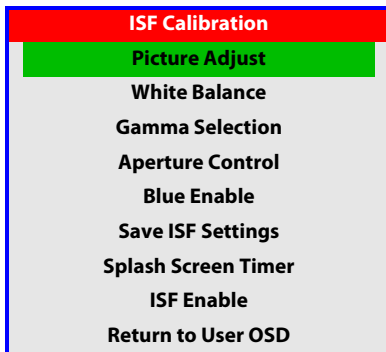 ISF Calibration
Picture Adjust
White Balance
Gamma Selection
Aperture Control
Blue Enable
Save ISF Settings
Splash Screen Timer
ISF Enable
Return to User OSD